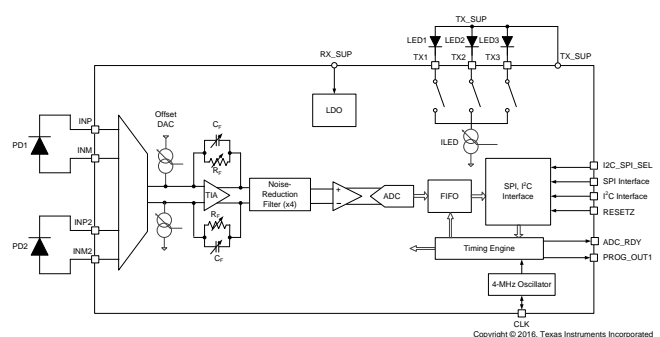 TX_SUP
LED1
LED2
LED3
RX_SUP
TX1
TX2
TX3
TX_SUP
LDO
INP
Offset
DAC
CF
PD1
INM
RF
ILED
TIA
Noise-
Reduction
Filter (x4)
ADC
FIFO
SPI, I2C
Interface
I2C_SPI_SEL
SPI Interface
I2C Interface
RESETZ
INP2
RF
PD2
INM2
CF
Timing Engine
ADC_RDY
PROG_OUT1
4-MHz Oscillator
CLK
Copyright © 2016, Texas Instruments Incorporated